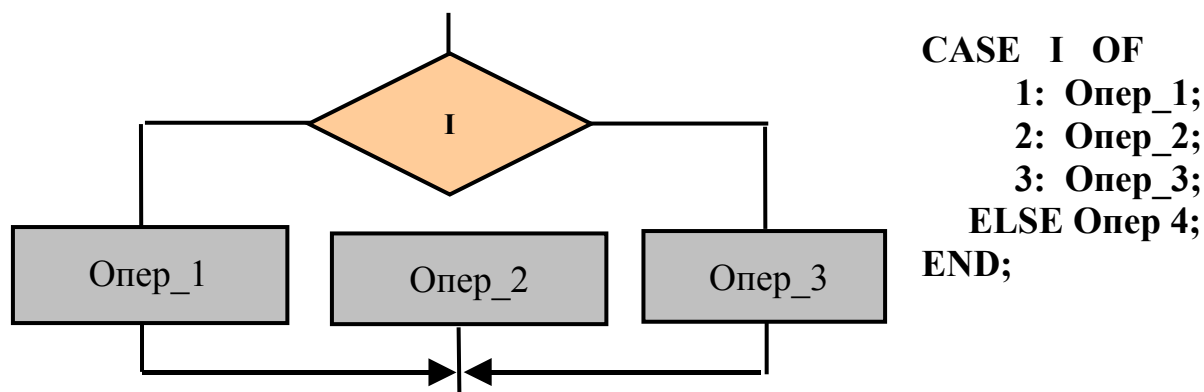 I
Опер_1
Опер_2
Опер_3
CASE I OF
1: Опер_1;
2: Опер_2;
3: Опер_3;
ELSE Опер 4;
END;